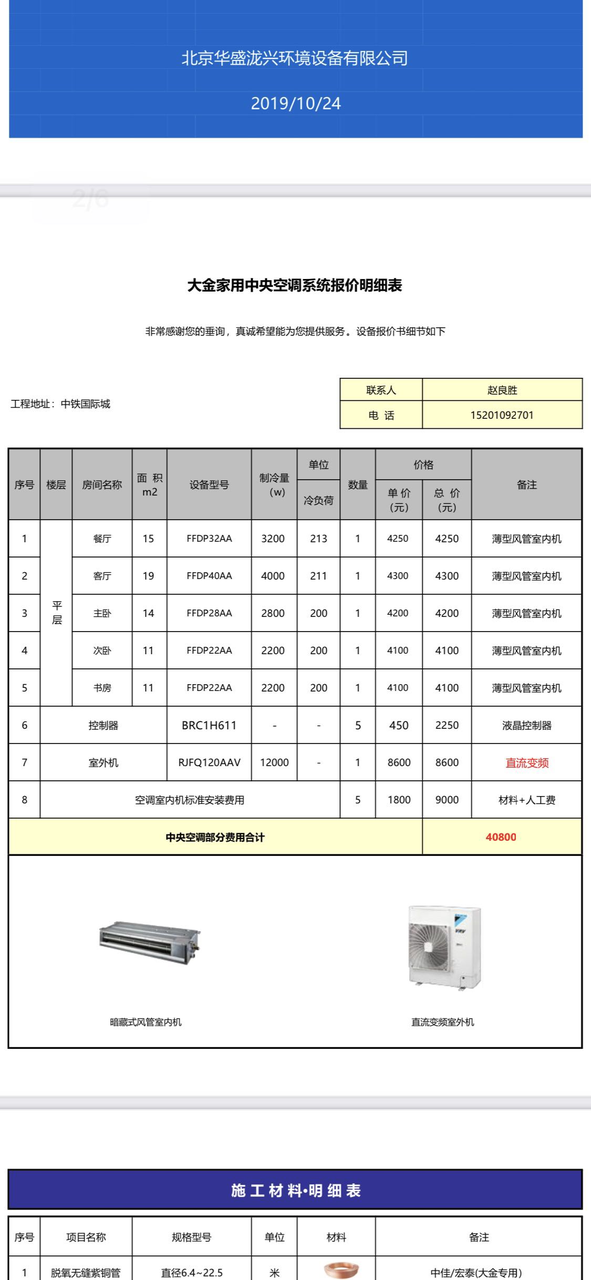 北京华盛泷兴环境设备有限公司
2019/10/24
2/6
大金家用中央空调系统报价明细表
非常感谢您的垂询，真诚希望能为您提供服务。设备报价书细节如下
工程地址：中铁国际城
联系人 赵良胜
电 话 15201092701
序号 楼层 房间名称 面 积 m2 设备型号 制冷量 (w) 单位 冷负荷 数量 价格 单 价 (元) 总 价 (元) 备注
平层
1 餐厅 15 FFDP32AA 3200 213 1 4250 4250 薄型风管室内机
2 客厅 19 FFDP40AA 4000 211 1 4300 4300 薄型风管室内机
3 主卧 14 FFDP28AA 2800 200 1 4200 4200 薄型风管室内机
4 次卧 11 FFDP22AA 2200 200 1 4100 4100 薄型风管室内机
5 书房 11 FFDP22AA 2200 200 1 4100 4100 薄型风管室内机
6 控制器 BRC1H611 - - 5 450 2250 液晶控制器
7 室外机 RJFQ120AAV 12000 - 1 8600 8600 直流变频
8 空调室内机标准安装费用 5 1800 9000 材料+人工费
中央空调部分费用合计 40800
暗藏式风管室内机 直流变频室外机
施 工 材 料•明 细 表
序号 项目名称 规格型号 单位 材料 备注
1 脱氧无缝紫铜管 直径6.4~22.5 米 中佳/宏泰(大金专用)